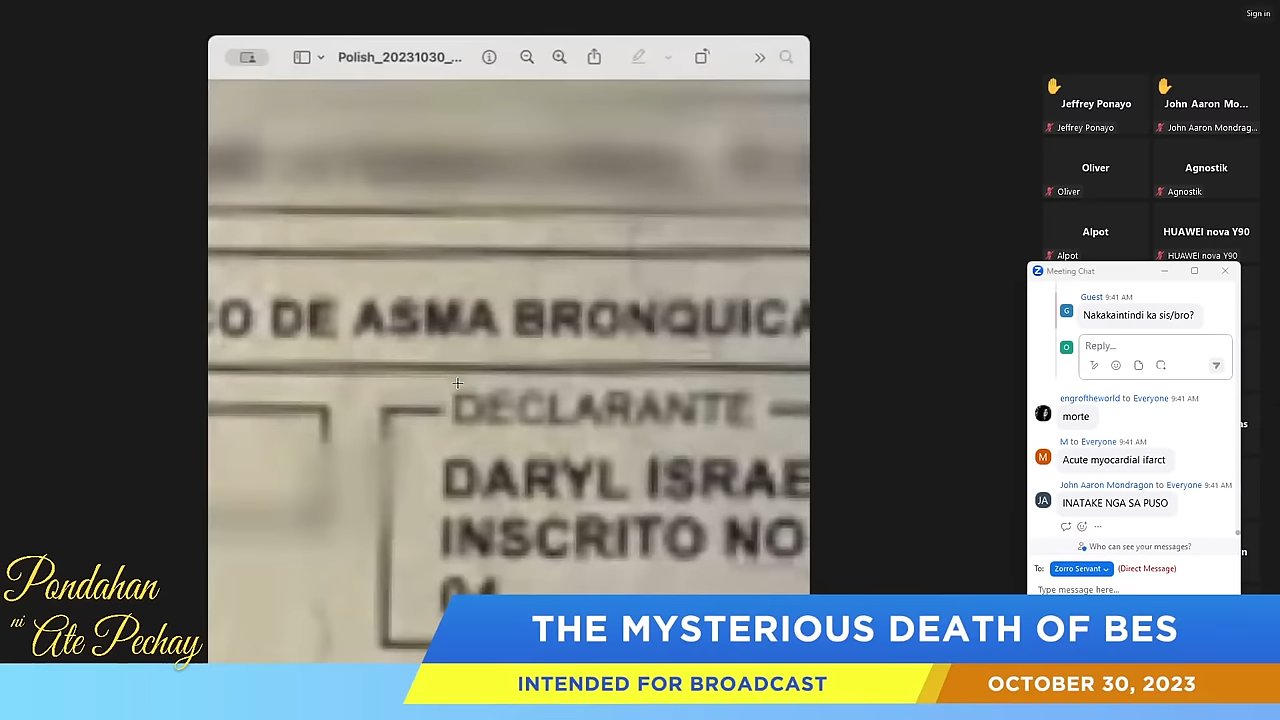 Sign in
Polish_20231030_...
CO DE ASMA BRONQUICA
DECLARANTE
DARYL ISRAE
INSCRITO NO
04
Jeffrey Ponayo
John Aaron Mo...
Jeffrey Ponayo
John Aaron Mondrag...
Oliver
Agnostik
Oliver
Agnostik
Alpot
HUAWEI nova Y90
Alpot
HUAWEI nova Y90
Meeting Chat
Guest 9:41 AM
G
Nakakaintindi ka sis/bro?
O
Reply...
engroftheworld to Everyone 9:41 AM
morte
M to Everyone 9:41 AM
M
Acute myocardial ifarct
John Aaron Mondragon to Everyone 9:41 AM
JA
INATAKE NGA SA PUSO
Who can see your messages?
To: Zorro Servant (Direct Message)
Type message here...
Pondahan
ni Ate Pechay
THE MYSTERIOUS DEATH OF BES
INTENDED FOR BROADCAST
OCTOBER 30, 2023